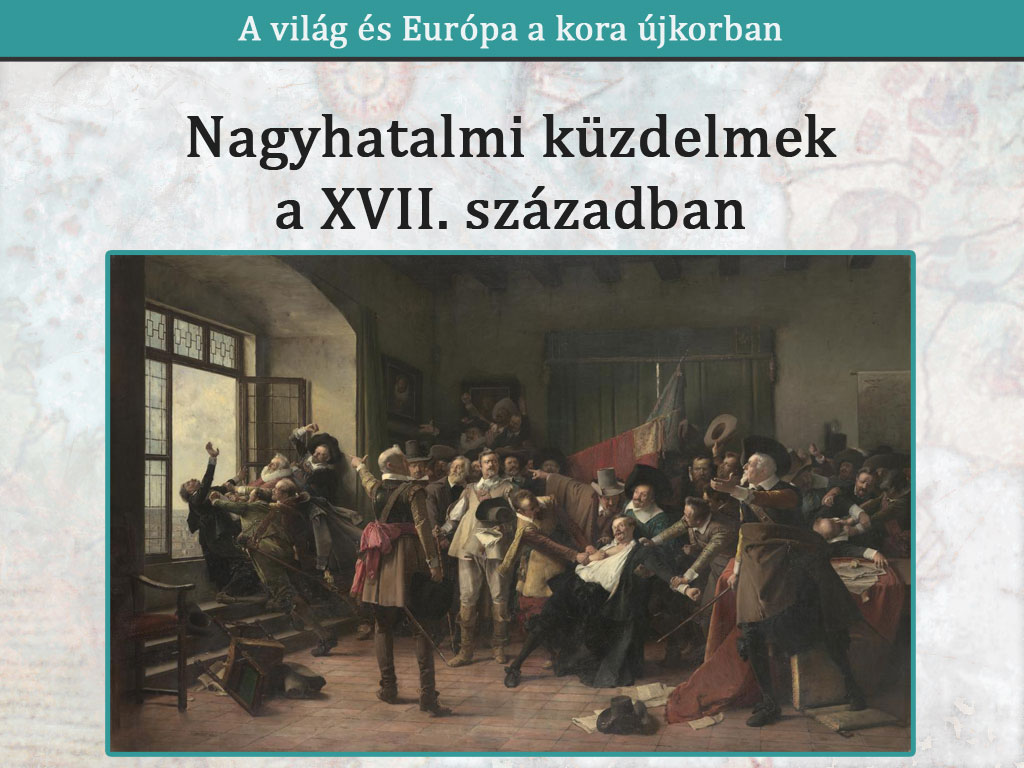 A világ és Európa a kora újkorban
Nagyhatalmi küzdelmek
a XVII. században